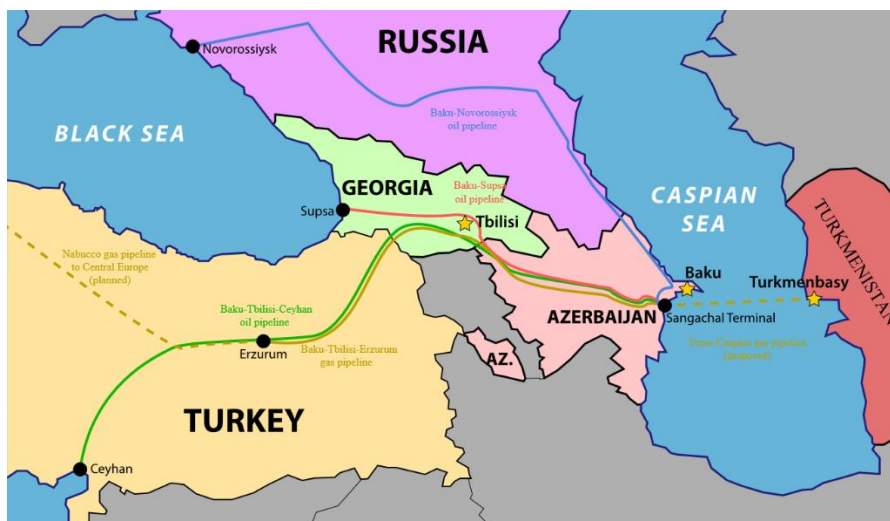 RUSSIA
Novorossiysk
Baku-Novorossiysk
oil pipeline
BLACK SEA
GEORGIA
Baku-Supsa
oil pipeline
CASPIAN
SEA
Supsa
Tbilisi
TURKMENISTAN
Nabucco gas pipeline
to Central Europe
(planned)
Baku
Turkmenbasy
Baku-Tbilisi-Ceyhan
oil pipeline
AZERBAIJAN
Sangachal Terminal
Erzurum
Baku-Tbilisi-Erzurum
gas pipeline
Trans-Caspian gas pipeline
(proposed)
AZ.
TURKEY
Ceyhan